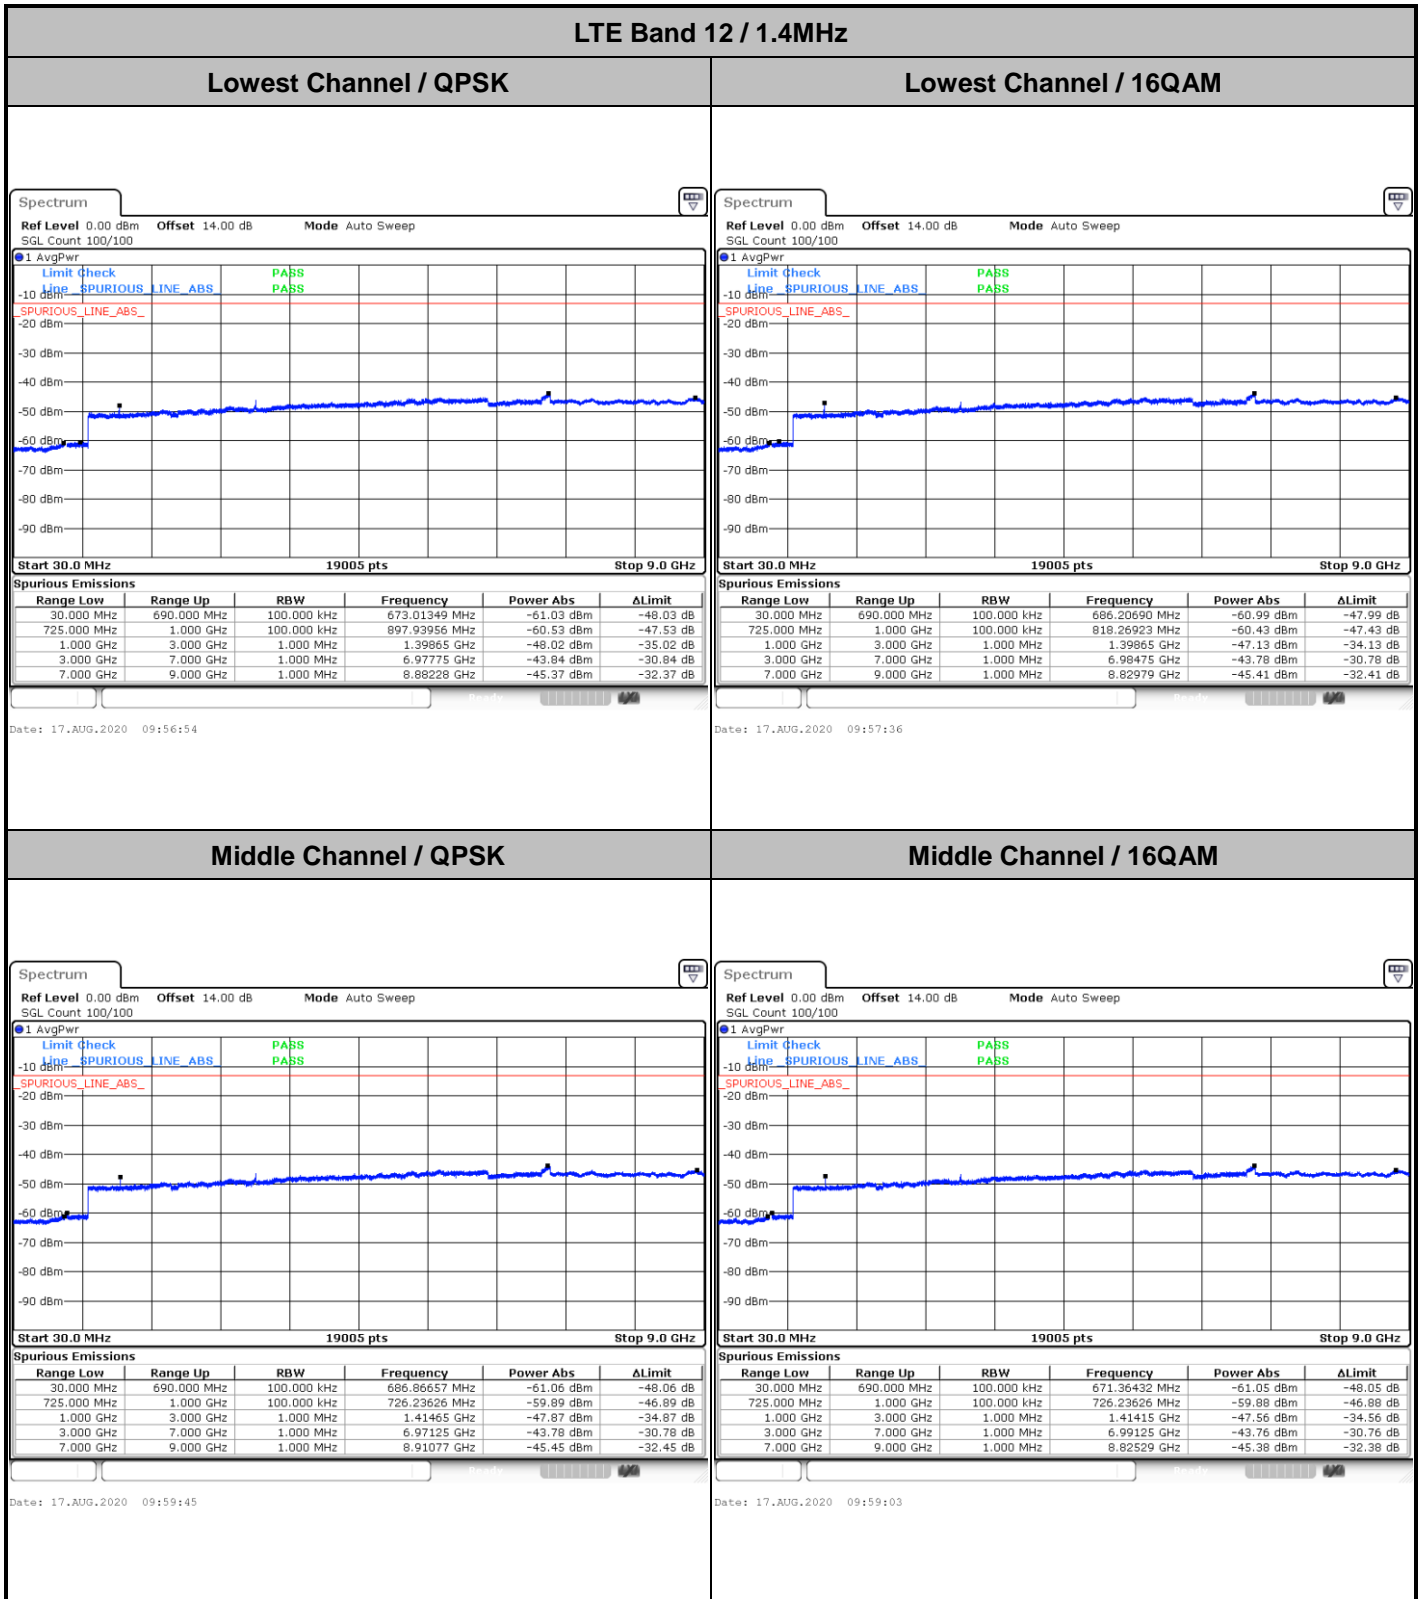 LTE Band 12 / 1.4MHz
Lowest Channel / QPSK
Lowest Channel / 16QAM
Spectrum
Ref Level 0.00 dBm Offset 14.00 dB Mode Auto Sweep
SGL Count 100/100
1 AvgPwr
Limit Check PASS
Line _SPURIOUS_LINE_ABS_ PASS
-10 dBm
_SPURIOUS_LINE_ABS_
-20 dBm
-30 dBm
-40 dBm
-50 dBm
-60 dBm
-70 dBm
-80 dBm
-90 dBm
Start 30.0 MHz 19005 pts Stop 9.0 GHz
Spurious Emissions
Range Low Range Up RBW Frequency Power Abs ΔLimit
30.000 MHz 690.000 MHz 100.000 kHz 673.01349 MHz -61.03 dBm -48.03 dB
725.000 MHz 1.000 GHz 100.000 kHz 897.93956 MHz -60.53 dBm -47.53 dB
1.000 GHz 3.000 GHz 1.000 MHz 1.39865 GHz -48.02 dBm -35.02 dB
3.000 GHz 7.000 GHz 1.000 MHz 6.97775 GHz -43.84 dBm -30.84 dB
7.000 GHz 9.000 GHz 1.000 MHz 8.88228 GHz -45.37 dBm -32.37 dB
Ready
Date: 17.AUG.2020 09:56:54
Spectrum
Ref Level 0.00 dBm Offset 14.00 dB Mode Auto Sweep
SGL Count 100/100
1 AvgPwr
Limit Check PASS
Line _SPURIOUS_LINE_ABS_ PASS
-10 dBm
_SPURIOUS_LINE_ABS_
-20 dBm
-30 dBm
-40 dBm
-50 dBm
-60 dBm
-70 dBm
-80 dBm
-90 dBm
Start 30.0 MHz 19005 pts Stop 9.0 GHz
Spurious Emissions
Range Low Range Up RBW Frequency Power Abs ΔLimit
30.000 MHz 690.000 MHz 100.000 kHz 686.20690 MHz -60.99 dBm -47.99 dB
725.000 MHz 1.000 GHz 100.000 kHz 818.26923 MHz -60.43 dBm -47.43 dB
1.000 GHz 3.000 GHz 1.000 MHz 1.39865 GHz -47.13 dBm -34.13 dB
3.000 GHz 7.000 GHz 1.000 MHz 6.98475 GHz -43.78 dBm -30.78 dB
7.000 GHz 9.000 GHz 1.000 MHz 8.82979 GHz -45.41 dBm -32.41 dB
Ready
Date: 17.AUG.2020 09:57:36
Middle Channel / QPSK
Middle Channel / 16QAM
Spectrum
Ref Level 0.00 dBm Offset 14.00 dB Mode Auto Sweep
SGL Count 100/100
1 AvgPwr
Limit Check PASS
Line _SPURIOUS_LINE_ABS_ PASS
-10 dBm
_SPURIOUS_LINE_ABS_
-20 dBm
-30 dBm
-40 dBm
-50 dBm
-60 dBm
-70 dBm
-80 dBm
-90 dBm
Start 30.0 MHz 19005 pts Stop 9.0 GHz
Spurious Emissions
Range Low Range Up RBW Frequency Power Abs ΔLimit
30.000 MHz 690.000 MHz 100.000 kHz 686.86657 MHz -61.06 dBm -48.06 dB
725.000 MHz 1.000 GHz 100.000 kHz 726.23626 MHz -59.89 dBm -46.89 dB
1.000 GHz 3.000 GHz 1.000 MHz 1.41465 GHz -47.87 dBm -34.87 dB
3.000 GHz 7.000 GHz 1.000 MHz 6.97125 GHz -43.78 dBm -30.78 dB
7.000 GHz 9.000 GHz 1.000 MHz 8.91077 GHz -45.45 dBm -32.45 dB
Ready
Date: 17.AUG.2020 09:59:45
Spectrum
Ref Level 0.00 dBm Offset 14.00 dB Mode Auto Sweep
SGL Count 100/100
1 AvgPwr
Limit Check PASS
Line _SPURIOUS_LINE_ABS_ PASS
-10 dBm
_SPURIOUS_LINE_ABS_
-20 dBm
-30 dBm
-40 dBm
-50 dBm
-60 dBm
-70 dBm
-80 dBm
-90 dBm
Start 30.0 MHz 19005 pts Stop 9.0 GHz
Spurious Emissions
Range Low Range Up RBW Frequency Power Abs ΔLimit
30.000 MHz 690.000 MHz 100.000 kHz 671.36432 MHz -61.05 dBm -48.05 dB
725.000 MHz 1.000 GHz 100.000 kHz 726.23626 MHz -59.88 dBm -46.88 dB
1.000 GHz 3.000 GHz 1.000 MHz 1.41415 GHz -47.56 dBm -34.56 dB
3.000 GHz 7.000 GHz 1.000 MHz 6.99125 GHz -43.76 dBm -30.76 dB
7.000 GHz 9.000 GHz 1.000 MHz 8.82529 GHz -45.38 dBm -32.38 dB
Ready
Date: 17.AUG.2020 09:59:03